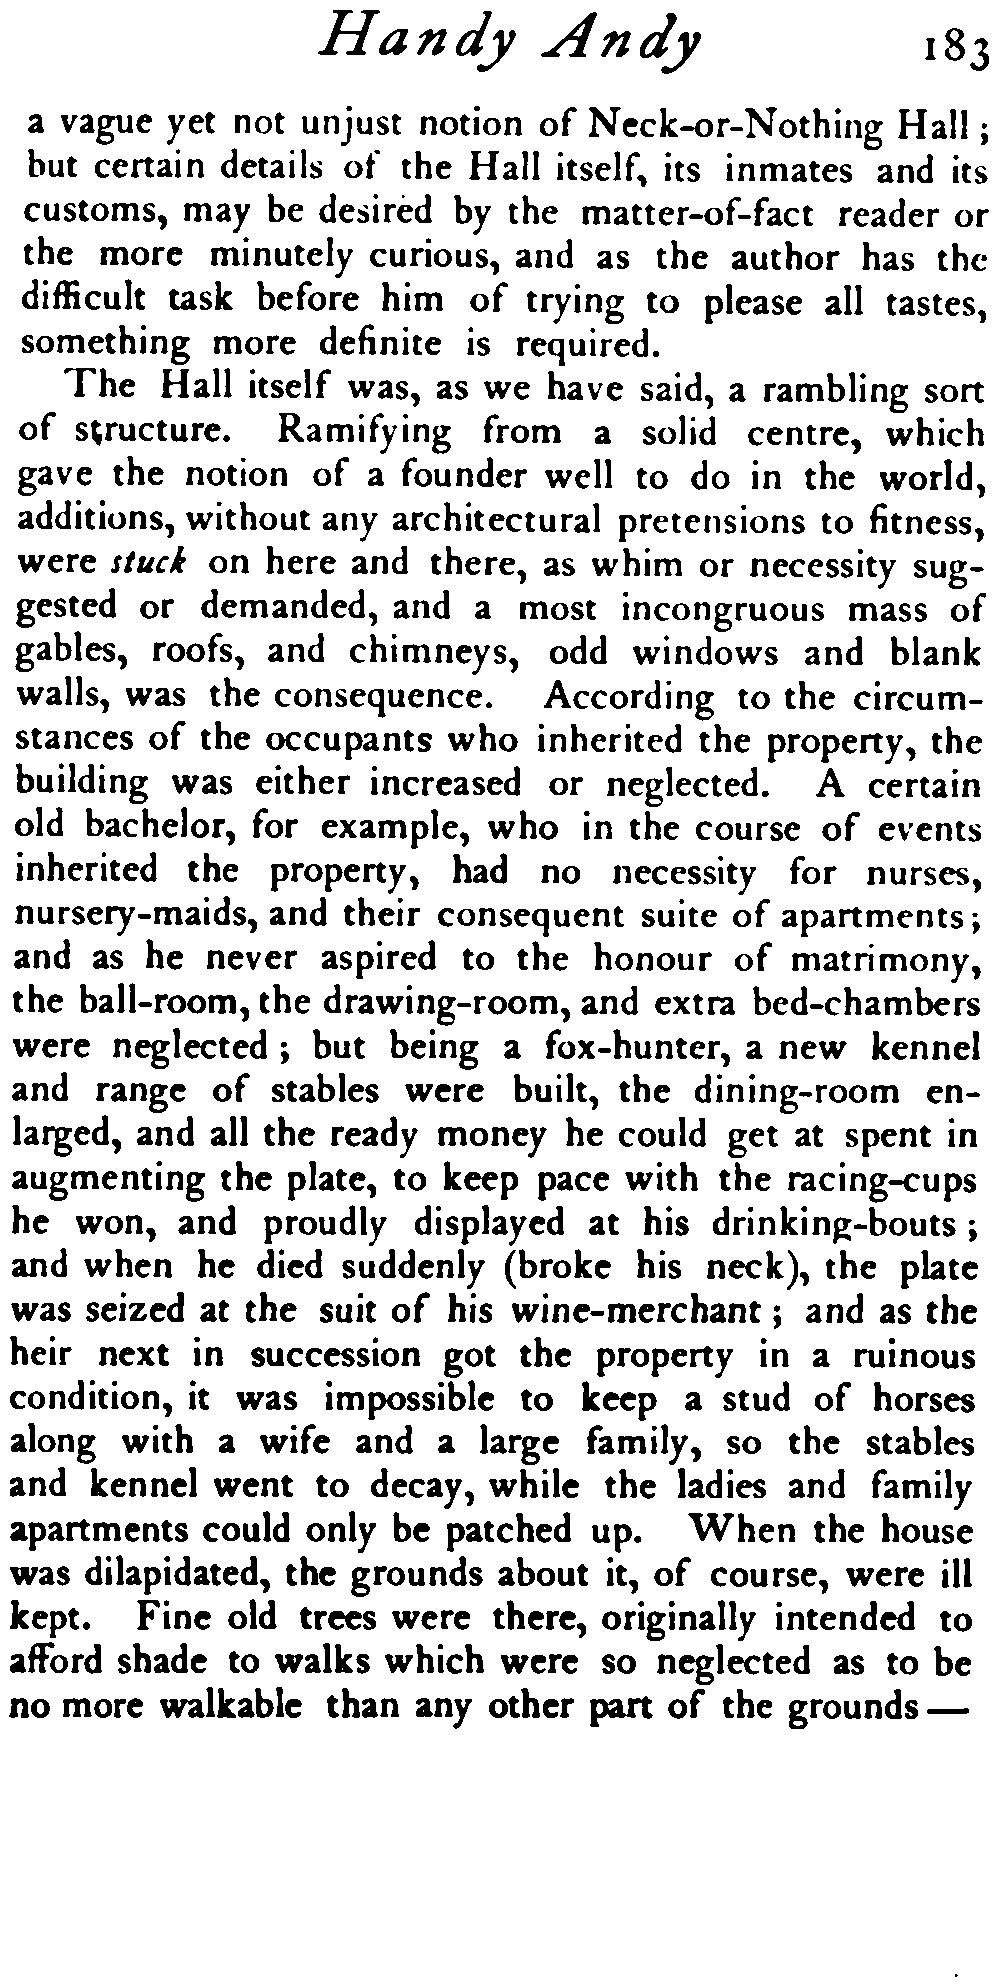 Handy Andy 183
a vague yet not unjust notion of Neck-or-Nothing Hall ;
but certain details of the Hall itself, its inmates and its
customs, may be desired by the matter-of-fact reader or
the more minutely curious, and as the author has the
difficult task before him of trying to please all tastes,
something more definite is required.
The Hall itself was, as we have said, a rambling sort
of structure. Ramifying from a solid centre, which
gave the notion of a founder well to do in the world,
additions, without any architectural pretensions to fitness,
were stuck on here and there, as whim or necessity sug-
gested or demanded, and a most incongruous mass of
gables, roofs, and chimneys, odd windows and blank
walls, was the consequence. According to the circum-
stances of the occupants who inherited the property, the
building was either increased or neglected. A certain
old bachelor, for example, who in the course of events
inherited the property, had no necessity for nurses,
nursery-maids, and their consequent suite of apartments ;
and as he never aspired to the honour of matrimony,
the ball-room, the drawing-room, and extra bed-chambers
were neglected ; but being a fox-hunter, a new kennel
and range of stables were built, the dining-room en-
larged, and all the ready money he could get at spent in
augmenting the plate, to keep pace with the racing-cups
he won, and proudly displayed at his drinking-bouts ;
and when he died suddenly (broke his neck), the plate
was seized at the suit of his wine-merchant ; and as the
heir next in succession got the property in a ruinous
condition, it was impossible to keep a stud of horses
along with a wife and a large family, so the stables
and kennel went to decay, while the ladies and family
apartments could only be patched up. When the house
was dilapidated, the grounds about it, of course, were ill
kept. Fine old trees were there, originally intended to
afford shade to walks which were so neglected as to be
no more walkable than any other part of the grounds—